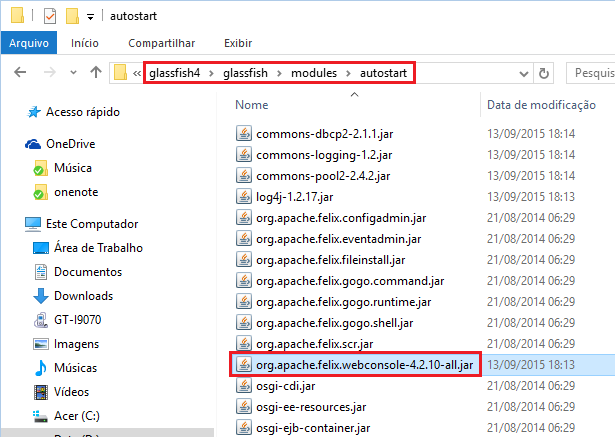 autostart
Arquivo Início Compartilhar Exibir
« glassfish4 › glassfish › modules › autostart
Pesquis
Nome Data de modificação
Acesso rápido
OneDrive
Música
onenote
Este Computador
Área de Trabalho
Documentos
Downloads
GT-I9070
Imagens
Músicas
Vídeos
Acer (C:)
commons-dbcp2-2.1.1.jar 13/09/2015 18:14
commons-logging-1.2.jar 13/09/2015 18:14
commons-pool2-2.4.2.jar 13/09/2015 18:14
log4j-1.2.17.jar 13/09/2015 18:13
org.apache.felix.configadmin.jar 21/08/2014 06:29
org.apache.felix.eventadmin.jar 21/08/2014 06:29
org.apache.felix.fileinstall.jar 21/08/2014 06:29
org.apache.felix.gogo.command.jar 21/08/2014 06:29
org.apache.felix.gogo.runtime.jar 21/08/2014 06:29
org.apache.felix.gogo.shell.jar 21/08/2014 06:29
org.apache.felix.scr.jar 21/08/2014 06:29
org.apache.felix.webconsole-4.2.10-all.jar 13/09/2015 18:13
osgi-cdi.jar 21/08/2014 06:29
osgi-ee-resources.jar 21/08/2014 06:29
osgi-ejb-container.jar 21/08/2014 06:29